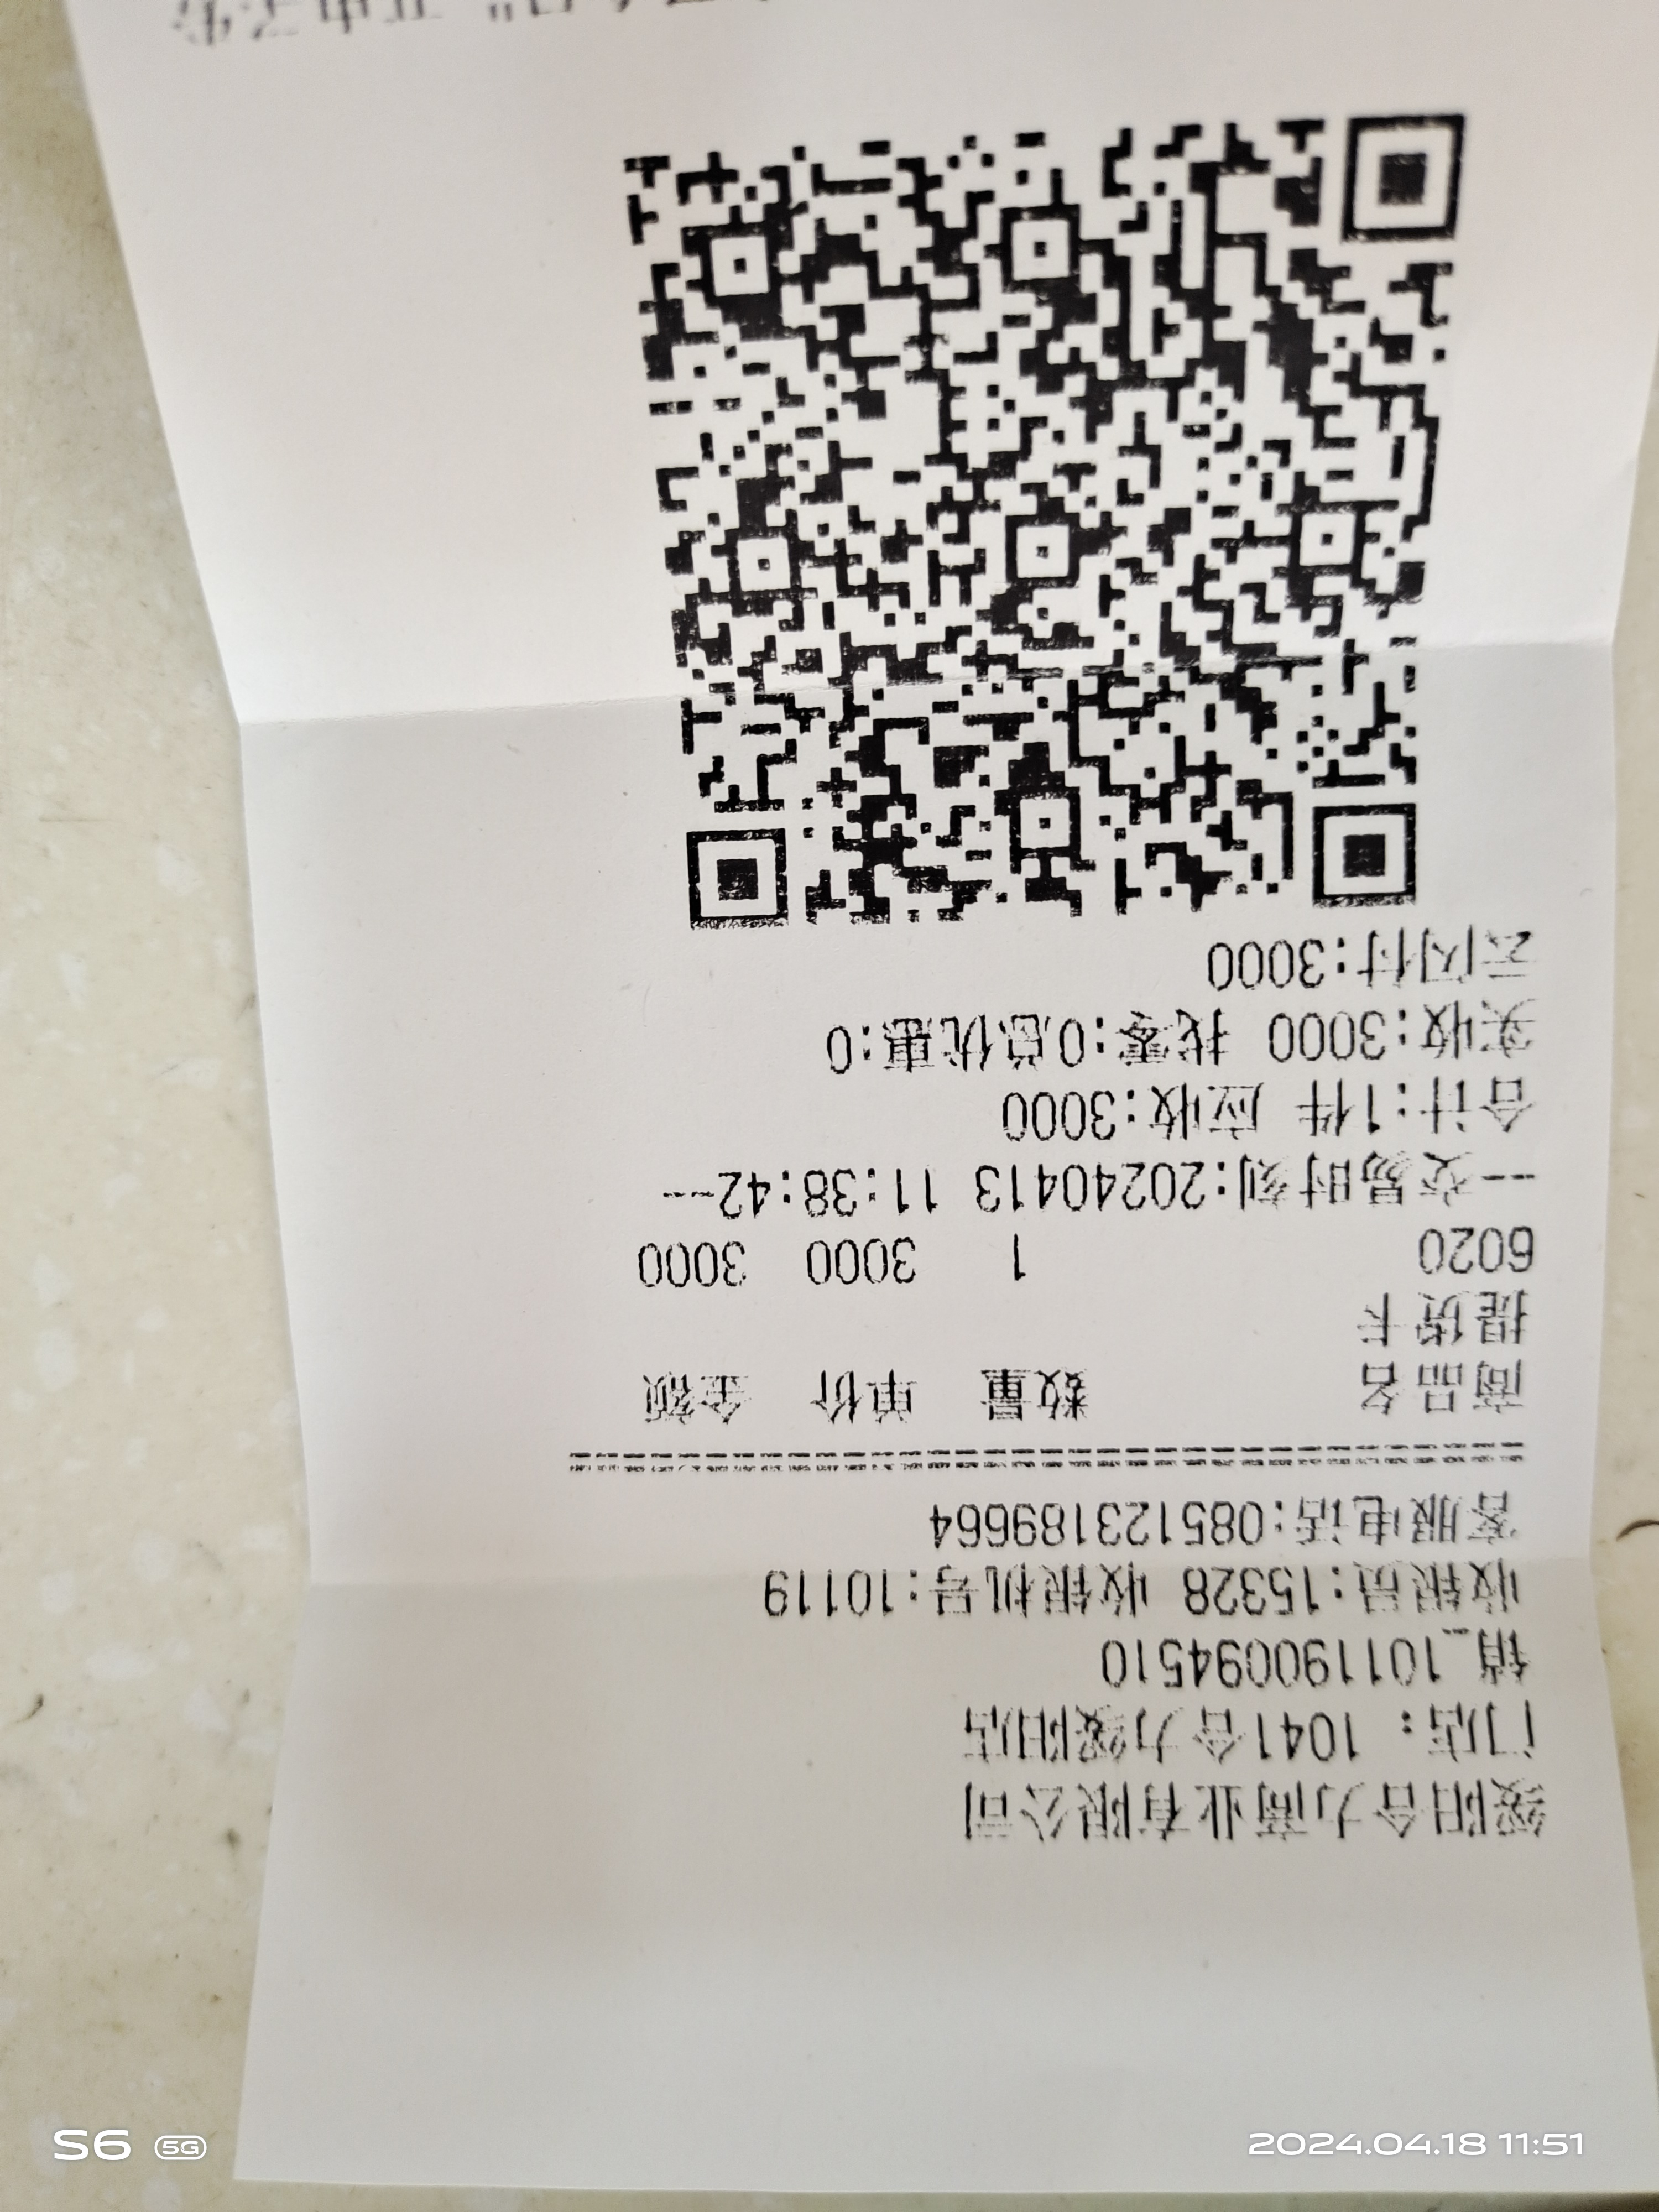 绥阳合力商业有限公司
门店: 1041合力绥阳店
销_101190094510
收银员:15328 收银机号:10119
客服电话:085123189664
商品名 数量 单价 金额
提货卡
6020 1 3000 3000
--交易时刻:20240413 11:38:42--
合计:1件 应收:3000
实收:3000 找零:0总优惠:0
云闪付:3000
S6 5G
2024.04.18 11:51